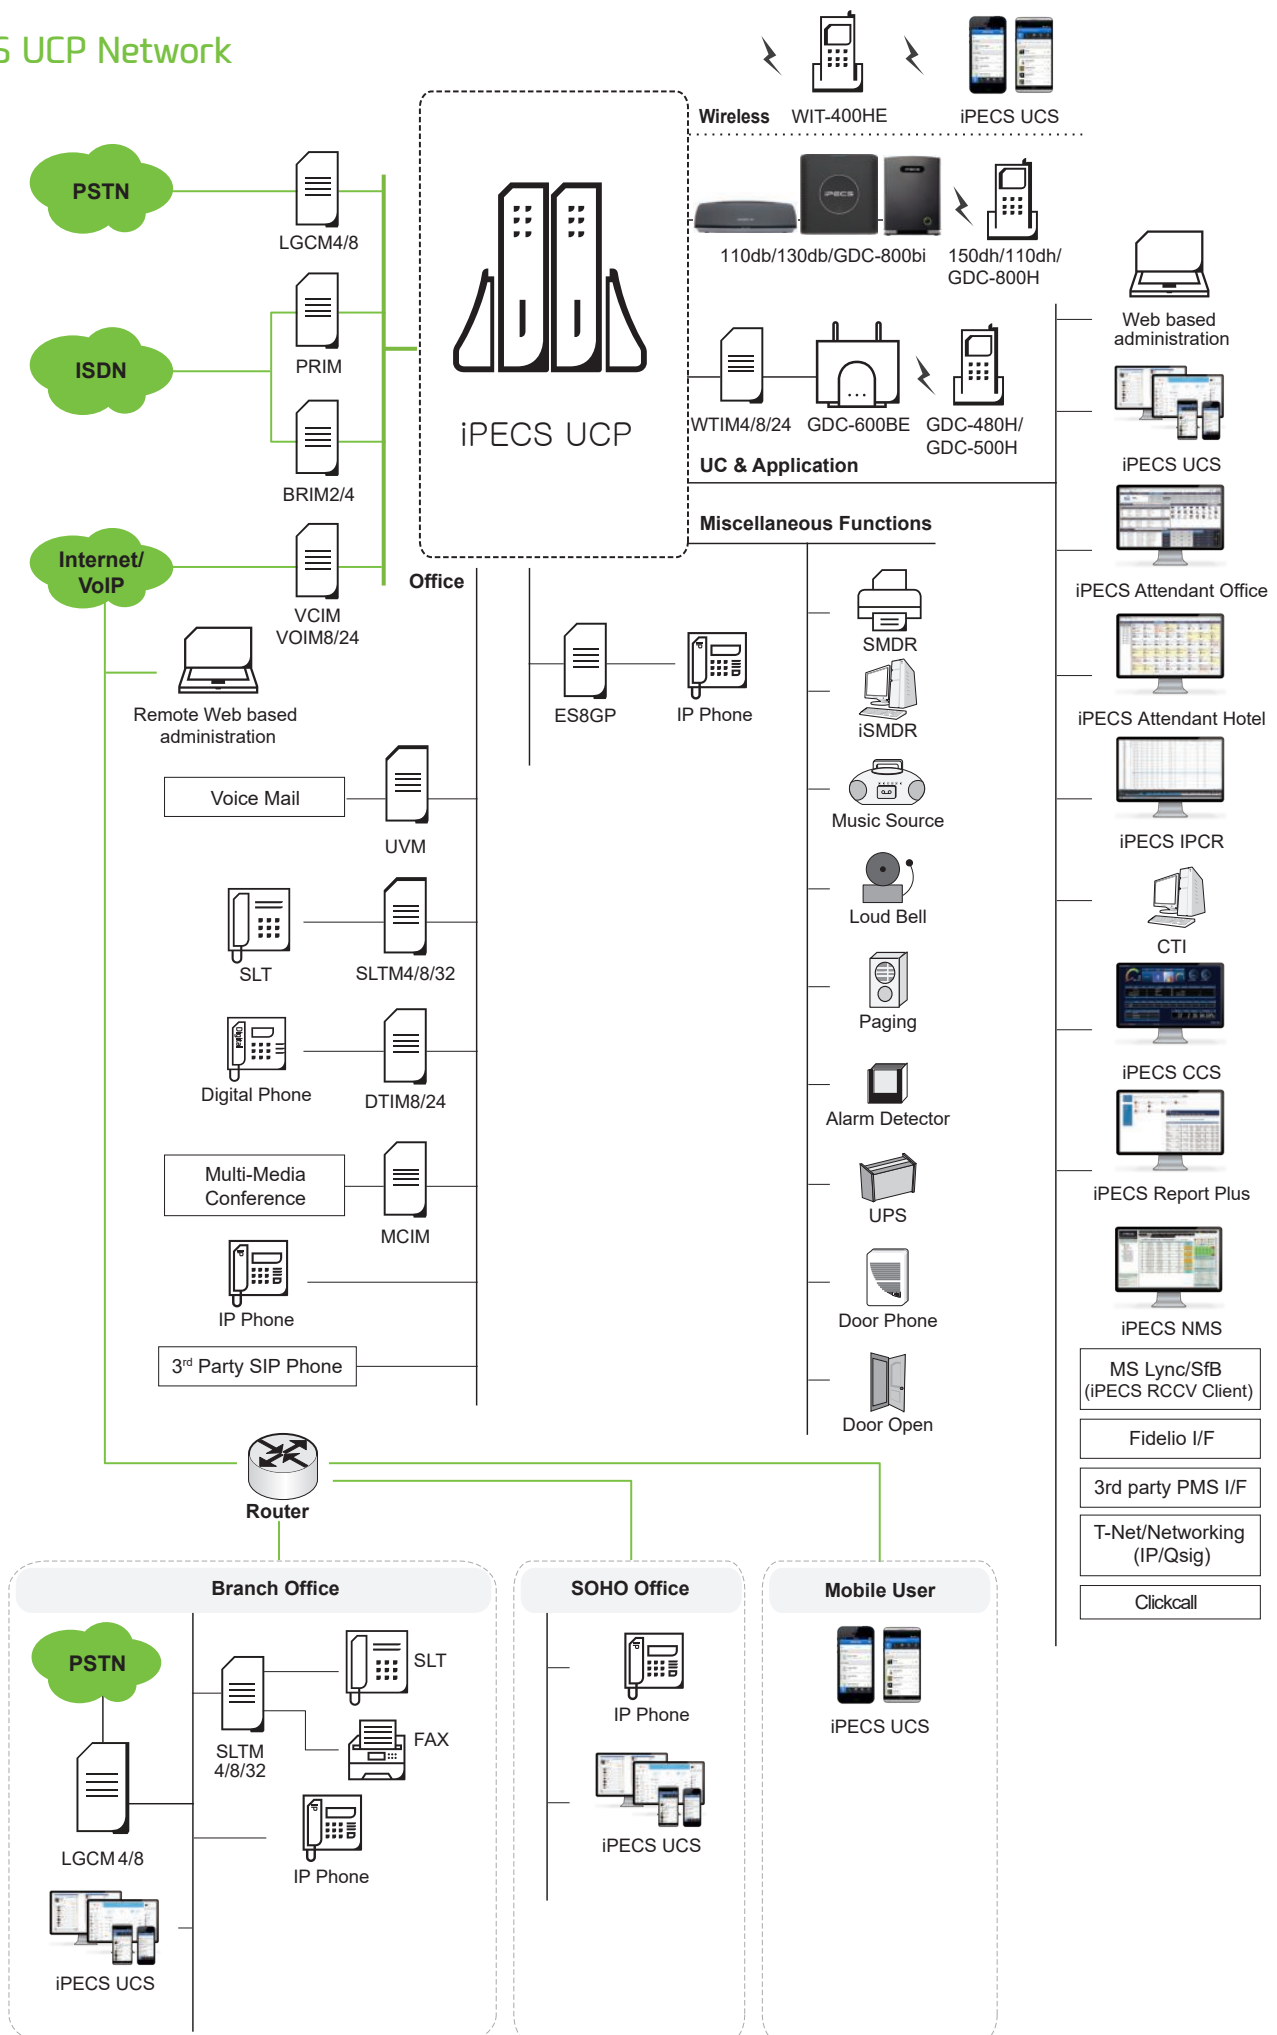 S UCP Network
Wireless
WIT-400HE
iPECS UCS
PSTN
LGCM4/8
110db/130db/GDC-800bi
150dh/110dh/
GDC-800H
ISDN
PRIM
BRIM2/4
iPECS UCP
WTIM4/8/24
GDC-600BE
GDC-480H/
GDC-500H
UC & Application
Miscellaneous Functions
Internet/
VoIP
VCIM
VOIM8/24
Office
Remote Web based
administration
ES8GP
IP
IP Phone
Voice Mail
UVM
SLT
SLTM4/8/32
Digital
Digital Phone
DTIM8/24
Multi-Media
Conference
MCIM
IP
IP Phone
3rd Party SIP Phone
SMDR
iSMDR
Music Source
Loud Bell
Paging
Alarm Detector
UPS
Door Phone
Door Open
Web based
administration
iPECS UCS
iPECS Attendant Office
iPECS Attendant Hotel
iPECS IPCR
CTI
iPECS CCS
iPECS Report Plus
iPECS NMS
MS Lync/SfB
(iPECS RCCV Client)
Fidelio I/F
3rd party PMS I/F
T-Net/Networking
(IP/Qsig)
Clickcall
Router
Branch Office
PSTN
LGCM 4/8
SLTM
4/8/32
SLT
FAX
IP
IP Phone
iPECS UCS
SOHO Office
IP
IP Phone
iPECS UCS
Mobile User
iPECS UCS